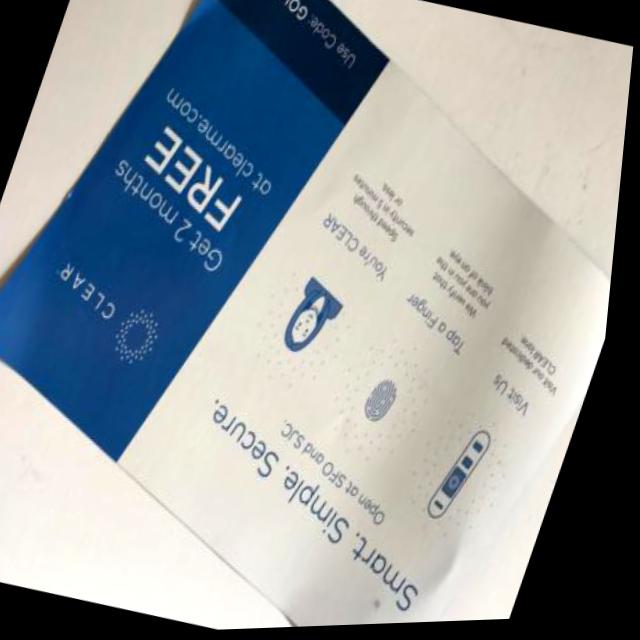 Smart. Simple. Secure.
Open at SFO and SJC.
Visit Us
Visit our dedicated
CLEAR lane.
Tap a Finger
We verify that
you are you in the
blink of an eye.
You're CLEAR
Speed through
security in 5 minutes
or less.
CLEAR
Get 2 months
FREE
at clearme.com
Use Code: